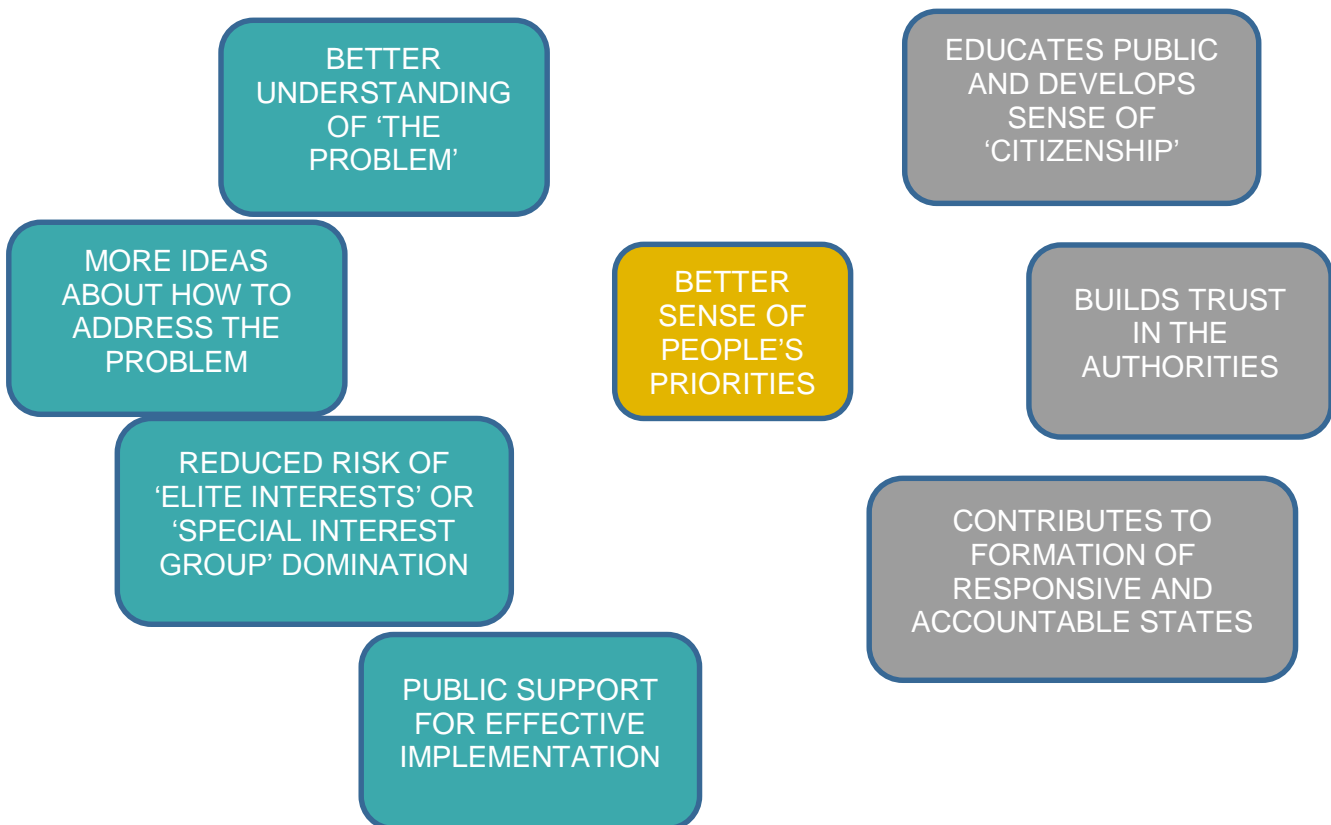 BETTER
UNDERSTANDING
OF ‘THE
PROBLEM’
EDUCATES PUBLIC
AND DEVELOPS
SENSE OF
‘CITIZENSHIP’
MORE IDEAS
ABOUT HOW TO
ADDRESS THE
PROBLEM
BETTER
SENSE OF
PEOPLE’S
PRIORITIES
BUILDS TRUST
IN THE
AUTHORITIES
REDUCED RISK OF
‘ELITE INTERESTS’ OR
‘SPECIAL INTEREST
GROUP’ DOMINATION
CONTRIBUTES TO
FORMATION OF
RESPONSIVE AND
ACCOUNTABLE STATES
PUBLIC SUPPORT
FOR EFFECTIVE
IMPLEMENTATION